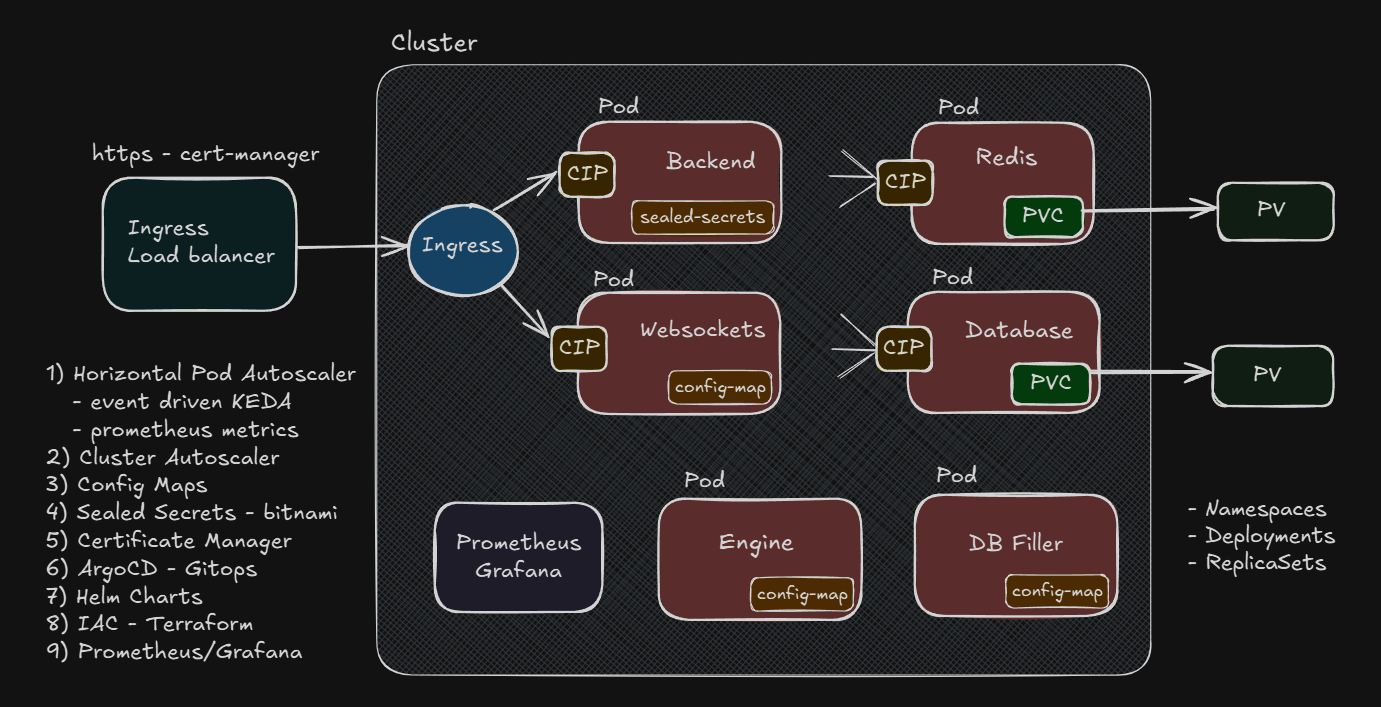 Cluster
https - cert-manager
Ingress
Load balancer
Ingress
Pod
CIP
Backend
sealed-secrets
Pod
CIP
Redis
PVC
PV
Pod
CIP
Websockets
config-map
Pod
CIP
Database
PVC
PV
1) Horizontal Pod Autoscaler
- event driven KEDA
- prometheus metrics
2) Cluster Autoscaler
3) Config Maps
4) Sealed Secrets - bitnami
5) Certificate Manager
6) ArgoCD - Gitops
7) Helm Charts
8) IAC - Terraform
9) Prometheus/Grafana
Prometheus
Grafana
Pod
Engine
config-map
Pod
DB Filler
config-map
- Namespaces
- Deployments
- ReplicaSets